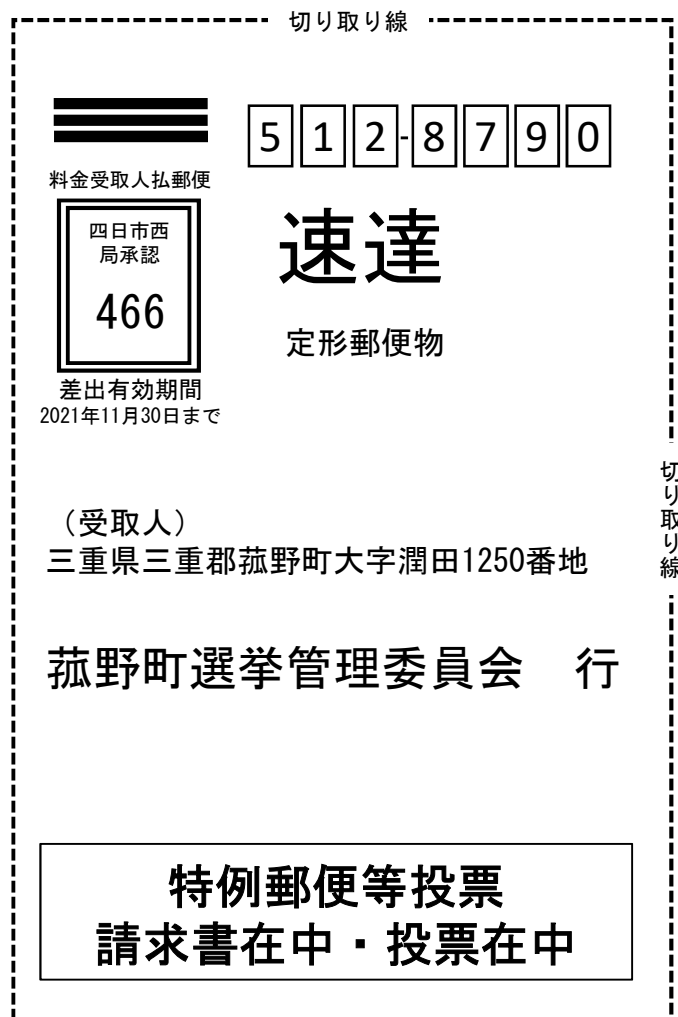 切り取り線
512-8790
料金受取人払郵便
四日市西
局承認
466
速達
定形郵便物
差出有効期間
2021年11月30日まで
切り取り線
（受取人）
三重県三重郡菰野町大字潤田1250番地
菰野町選挙管理委員会　行
特例郵便等投票
請求書在中・投票在中